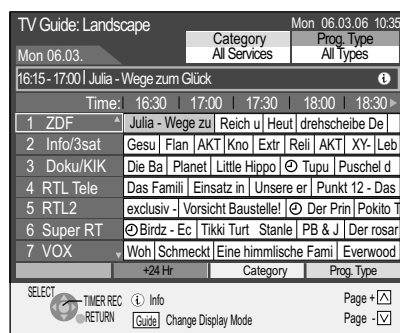 TV Guide: Landscape Mon 06.03.06 10:35
Category Prog. Type
Mon 06.03. All Services All Types
16:15 - 17:00 Julia - Wege zum Glück
Time: 16:30 17:00 17:30 18:00 18:30
1 ZDF Julia - Wege zu Reich u Heut drehscheibe De
2 Info/3sat Gesu Flan AKT Kno Extr Reli AKT XY- Leb
3 Doku/KIK Die Ba Planet Little Hippo Tupu Puschel d
4 RTL Tele Das Famili Einsatz in Unsere er Punkt 12 - Das
5 RTL2 exclusiv - Vorsicht Baustelle! Der Prin Pokito T
6 Super RT Birdz - Ec Tikki Turt Stanle PB & J Der rosar
7 VOX Woh Schmeckt Eine himmlische Fami Everwood
+24 Hr Category Prog. Type
SELECT TIMER REC i Info Page +
RETURN Guide Change Display Mode Page -